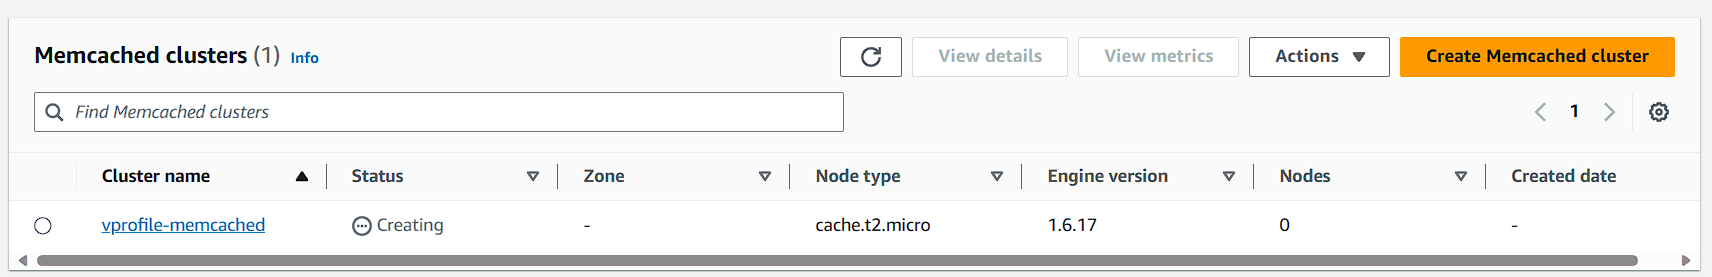 Memcached clusters (1) Info View details View metrics Actions Create Memcached cluster
Find Memcached clusters 1
Cluster name Status Zone Node type Engine version Nodes Created date
vprofile-memcached Creating - cache.t2.micro 1.6.17 0 -